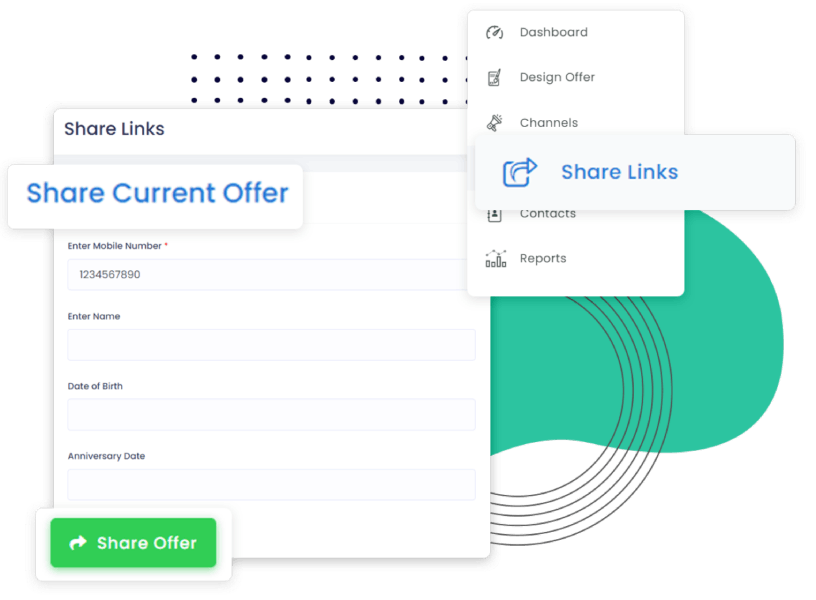 Dashboard
Design Offer
Channels
Share Links
Contacts
Reports
Share Links
Share Current Offer
Enter Mobile Number *
1234567890
Enter Name
Date of Birth
Anniversary Date
Share Offer